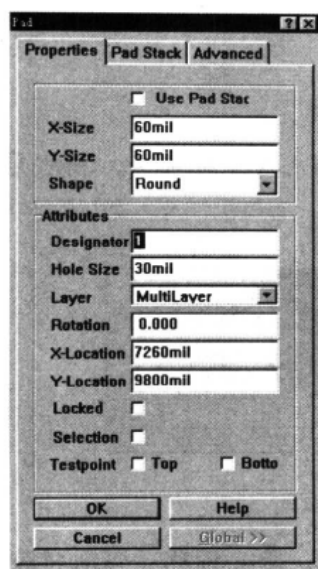 Pad
Properties Pad Stack Advanced
Use Pad Stac
X-Size 60mil
Y-Size 60mil
Shape Round
Attributes
Designator 1
Hole Size 30mil
Layer MultiLayer
Rotation 0.000
X-Location 7260mil
Y-Location 9800mil
Locked
Selection
Testpoint Top Botto
OK Help
Cancel Global >>